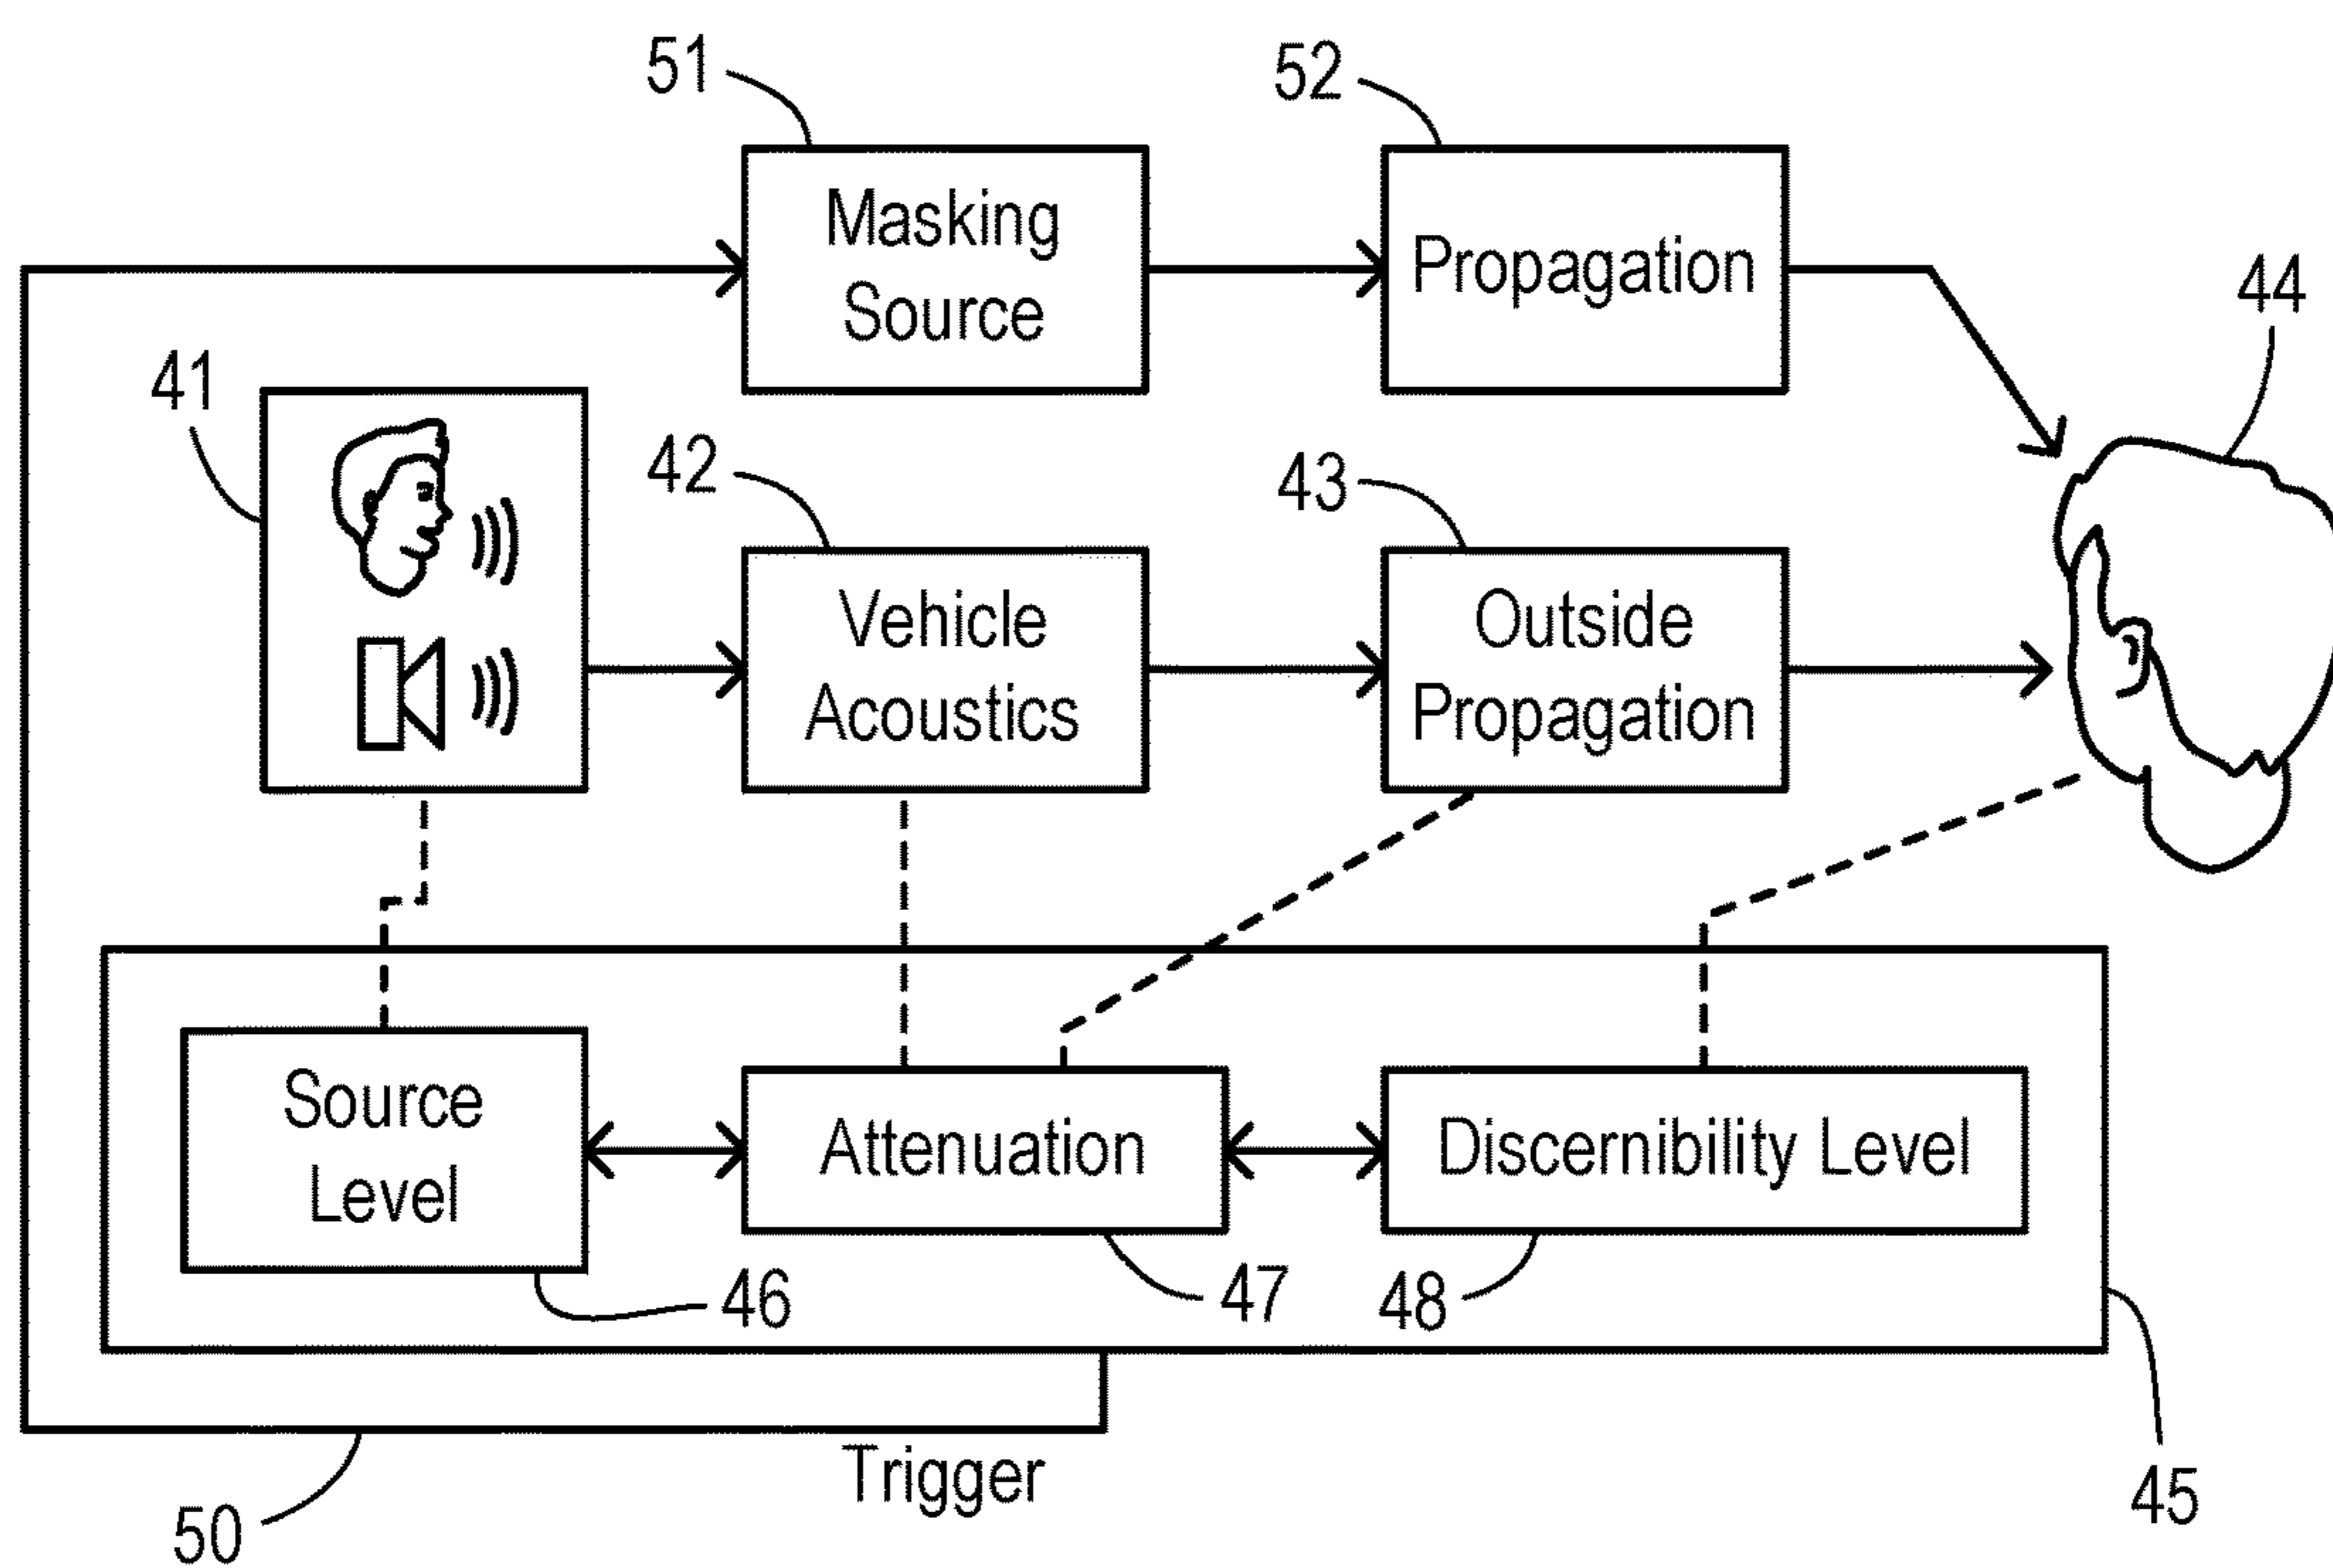 51
52
Masking
Source
Propagation
44
41
42
43
Vehicle
Acoustics
Outside
Propagation
Source
Level
Attenuation
Discernibility Level
46
47
48
45
Trigger
50